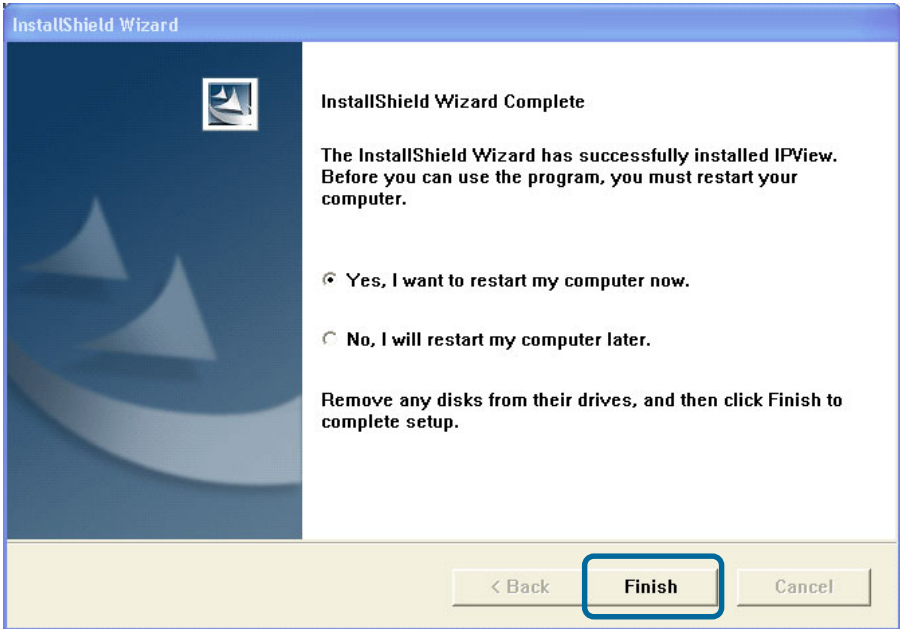 InstallShield Wizard
InstallShield Wizard Complete
The InstallShield Wizard has successfully installed IPView.
Before you can use the program, you must restart your
computer.
Yes, I want to restart my computer now.
No, I will restart my computer later.
Remove any disks from their drives, and then click Finish to
complete setup.
< Back
Finish
Cancel